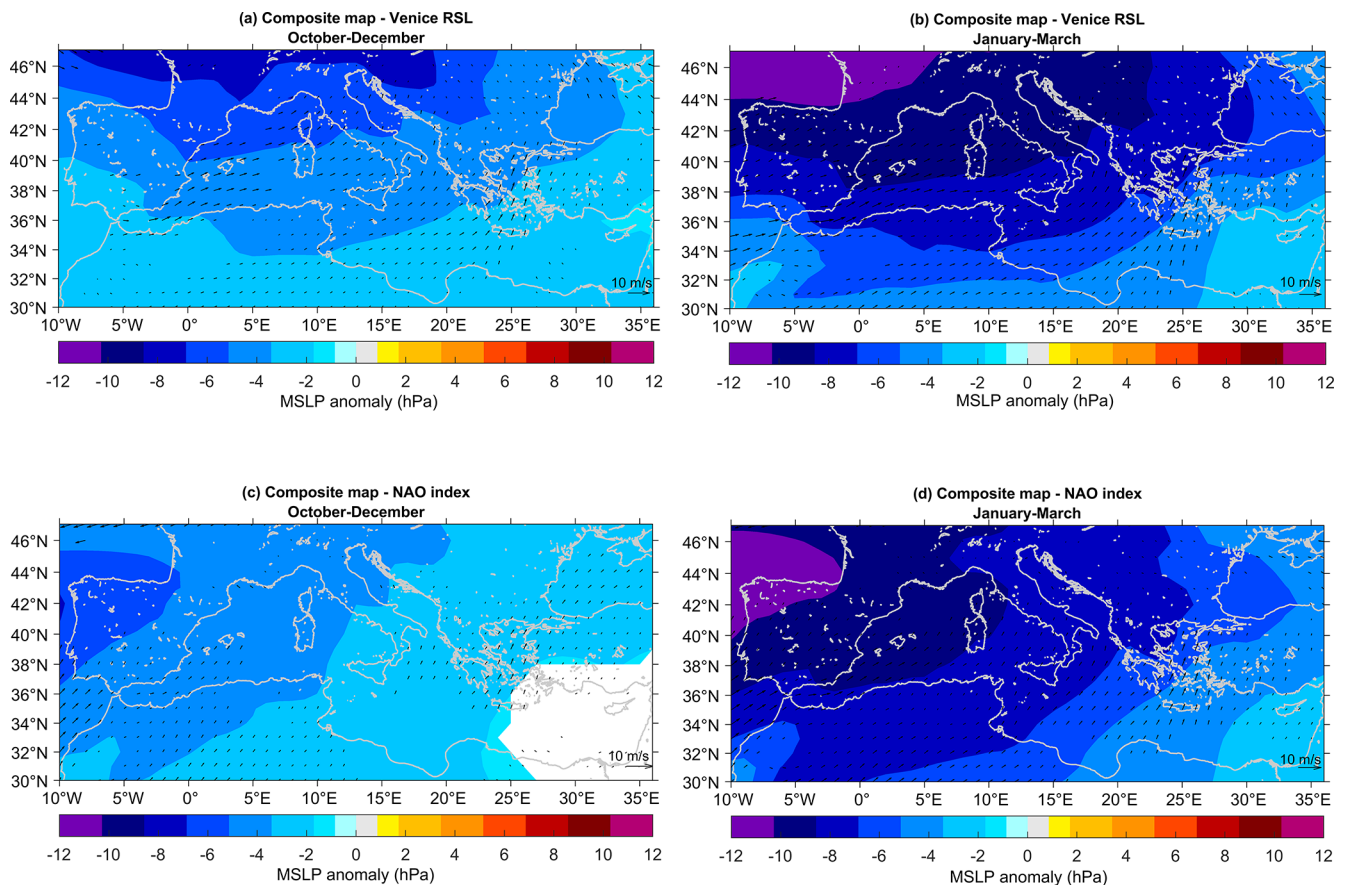 (a) Composite map - Venice RSL
October-December
46°N
44°N
42°N
40°N
38°N
36°N
34°N
32°N
30°N
10 m/s
10°W 5°W 0° 5°E 10°E 15°E 20°E 25°E 30°E 35°E
-12 -10 -8 -6 -4 -2 0 2 4 6 8 10 12
MSLP anomaly (hPa)
(b) Composite map - Venice RSL
January-March
46°N
44°N
42°N
40°N
38°N
36°N
34°N
32°N
30°N
10 m/s
10°W 5°W 0° 5°E 10°E 15°E 20°E 25°E 30°E 35°E
-12 -10 -8 -6 -4 -2 0 2 4 6 8 10 12
MSLP anomaly (hPa)
(c) Composite map - NAO index
October-December
46°N
44°N
42°N
40°N
38°N
36°N
34°N
32°N
30°N
10 m/s
10°W 5°W 0° 5°E 10°E 15°E 20°E 25°E 30°E 35°E
-12 -10 -8 -6 -4 -2 0 2 4 6 8 10 12
MSLP anomaly (hPa)
(d) Composite map - NAO index
January-March
46°N
44°N
42°N
40°N
38°N
36°N
34°N
32°N
30°N
10 m/s
10°W 5°W 0° 5°E 10°E 15°E 20°E 25°E 30°E 35°E
-12 -10 -8 -6 -4 -2 0 2 4 6 8 10 12
MSLP anomaly (hPa)